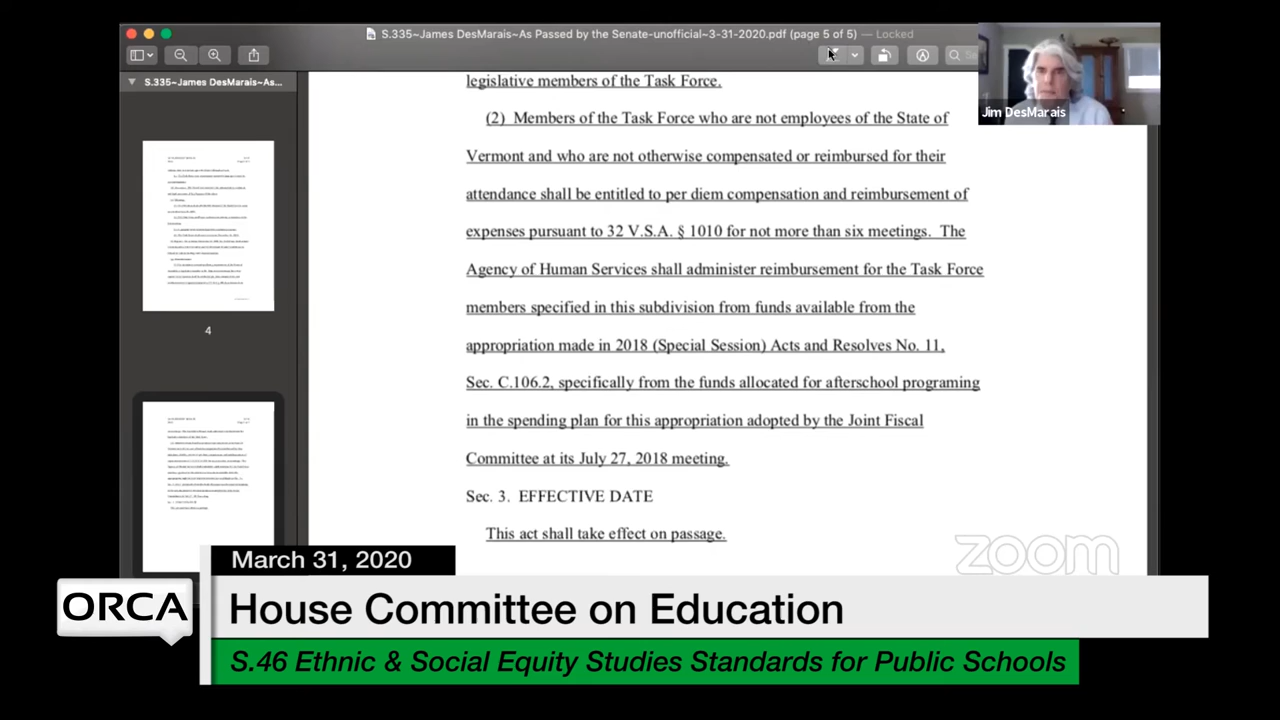 S.335~James DesMarais~As Passed by the Senate-unofficial~3-31-2020.pdf (page 5 of 5) — Locked
S.335~James DesMarais~As...
Jim DesMarais
legislative members of the Task Force.
(2) Members of the Task Force who are not employees of the State of
Vermont and who are not otherwise compensated or reimbursed for their
attendance shall be entitled to per diem compensation and reimbursement of
expenses pursuant to 32 V.S.A. § 1010 for not more than six meetings. The
Agency of Human Services shall administer reimbursement for the Task Force
members specified in this subdivision from funds available from the
appropriation made in 2018 (Special Session) Acts and Resolves No. 11,
Sec. C.106.2, specifically from the funds allocated for afterschool programing
in the spending plan for this appropriation adopted by the Joint Fiscal
Committee at its July 27, 2018 meeting.
Sec. 3. EFFECTIVE DATE
This act shall take effect on passage.
4
zoom
March 31, 2020
ORCA
House Committee on Education
S.46 Ethnic & Social Equity Studies Standards for Public Schools